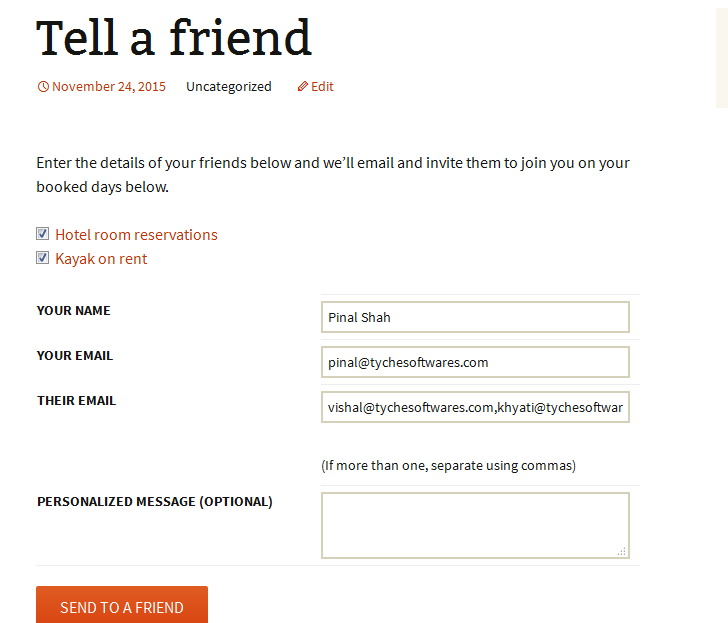 Tell a friend
November 24, 2015 Uncategorized Edit
Enter the details of your friends below and we'll email and invite them to join you on your
booked days below.
Hotel room reservations
Kayak on rent
YOUR NAME Pinal Shah
YOUR EMAIL pinal@tychesoftwares.com
THEIR EMAIL vishal@tychesoftwares.com,khyati@tychesoftwar
(If more than one, separate using commas)
PERSONALIZED MESSAGE (OPTIONAL)
SEND TO A FRIEND